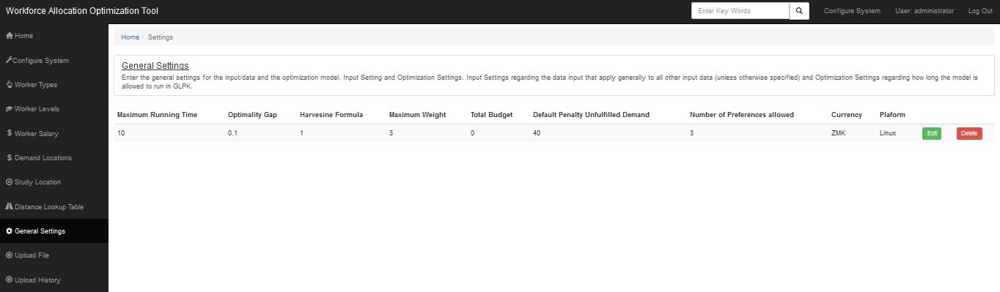 Workforce Allocation Optimization Tool
Enter Key Words
Configure System
User: administrator
Log Out
Home
Configure System
Worker Types
Worker Levels
Worker Salary
Demand Locations
Study Location
Distance Lookup Table
General Settings
Upload File
Upload History
Home / Settings
General Settings
Enter the general settings for the input/data and the optimization model. Input Setting and Optimization Settings. Input Settings regarding the data input that apply generally to all other input data (unless otherwise specified) and Optimization Settings regarding how long the model is
allowed to run in GLPK.
Maximum Running Time Optimality Gap Harvesine Formula Maximum Weight Total Budget Default Penalty Unfulfilled Demand Number of Preferences allowed Currency Plaform
10 0.1 1 3 0 40 3 ZMK Linux Edit Delete